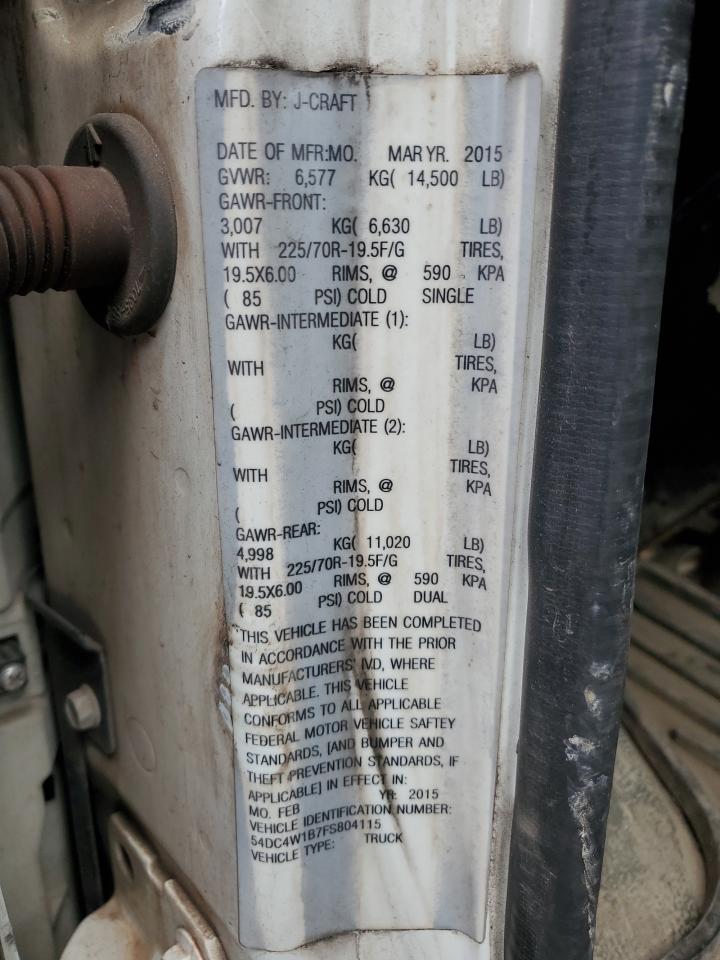 MFD. BY: J-CRAFT
DATE OF MFR:MO. MAR YR. 2015
GVWR: 6,577 KG( 14,500 LB)
GAWR-FRONT:
3,007 KG( 6,630 LB)
WITH 225/70R-19.5F/G TIRES,
19.5X6.00 RIMS, @ 590 KPA
( 85 PSI) COLD SINGLE
GAWR-INTERMEDIATE (1):
KG( LB)
WITH TIRES,
RIMS, @ KPA
( PSI) COLD
GAWR-INTERMEDIATE (2):
KG( LB)
WITH TIRES,
RIMS, @ KPA
( PSI) COLD
GAWR-REAR:
4,998 KG( 11,020 LB)
WITH 225/70R-19.5F/G TIRES,
19.5X6.00 RIMS, @ 590 KPA
( 85 PSI) COLD DUAL
THIS VEHICLE HAS BEEN COMPLETED
IN ACCORDANCE WITH THE PRIOR
MANUFACTURERS' IVD, WHERE
APPLICABLE. THIS VEHICLE
CONFORMS TO ALL APPLICABLE
FEDERAL MOTOR VEHICLE SAFTEY
STANDARDS, [AND BUMPER AND
THEFT PREVENTION STANDARDS, IF
APPLICABLE] IN EFFECT IN:
MO. FEB YR: 2015
VEHICLE IDENTIFICATION NUMBER:
54DC4W1B7FS804115
VEHICLE TYPE: TRUCK